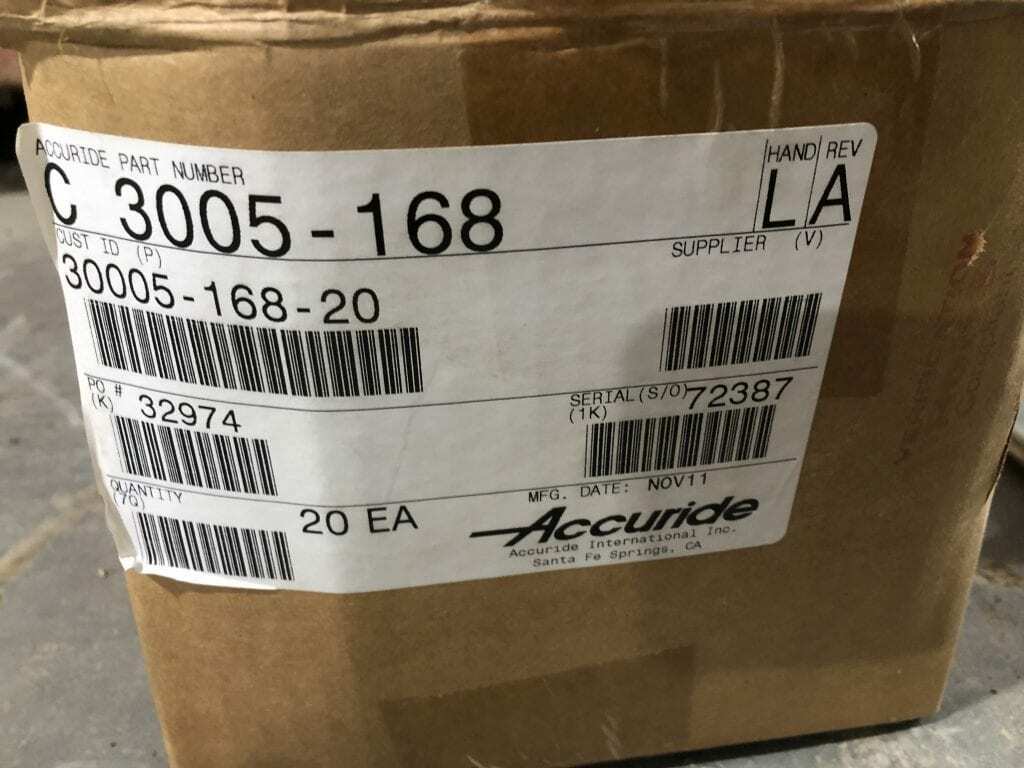 ACCURIDE PART NUMBER
HAND REV
C 3005-168
L A
CUST ID (P)
SUPPLIER (V)
30005-168-20
PO #
(K) 32974
SERIAL(S/O) 72387
(1K)
QUANTITY
(7Q)
20 EA
MFG. DATE: NOV11
Accuride
Accuride International Inc.
Santa Fe Springs, CA